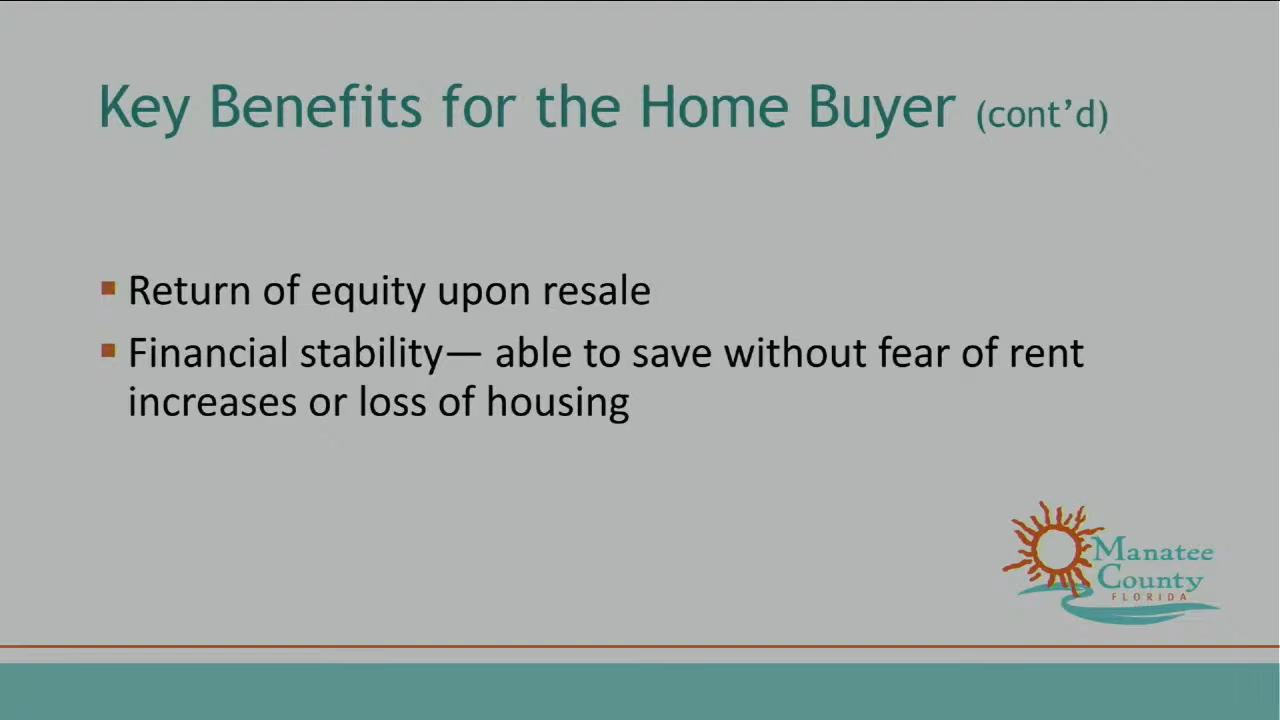 Key Benefits for the Home Buyer (cont’d)
▪ Return of equity upon resale
▪ Financial stability— able to save without fear of rent
increases or loss of housing
Manatee
County
FLORIDA